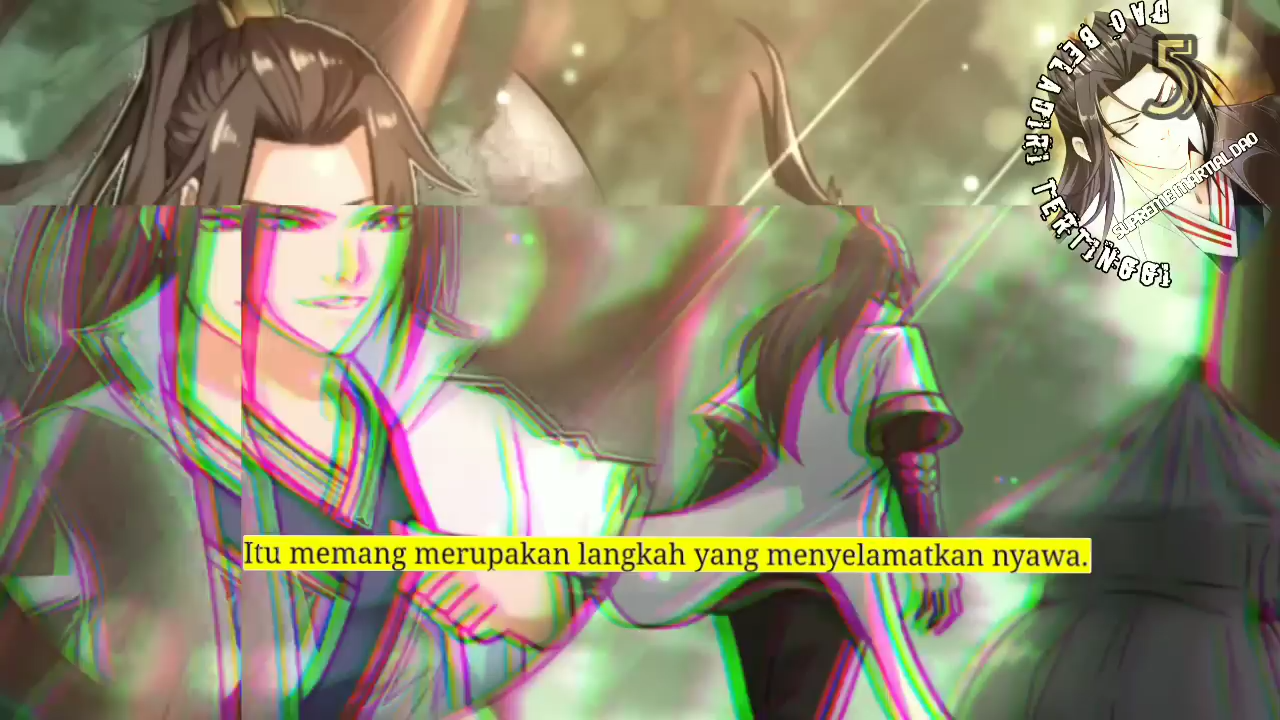 DAO BELADIRI TERTINGGI
5
SUPREME MARTIAL DAO
Itu memang merupakan langkah yang menyelamatkan nyawa.